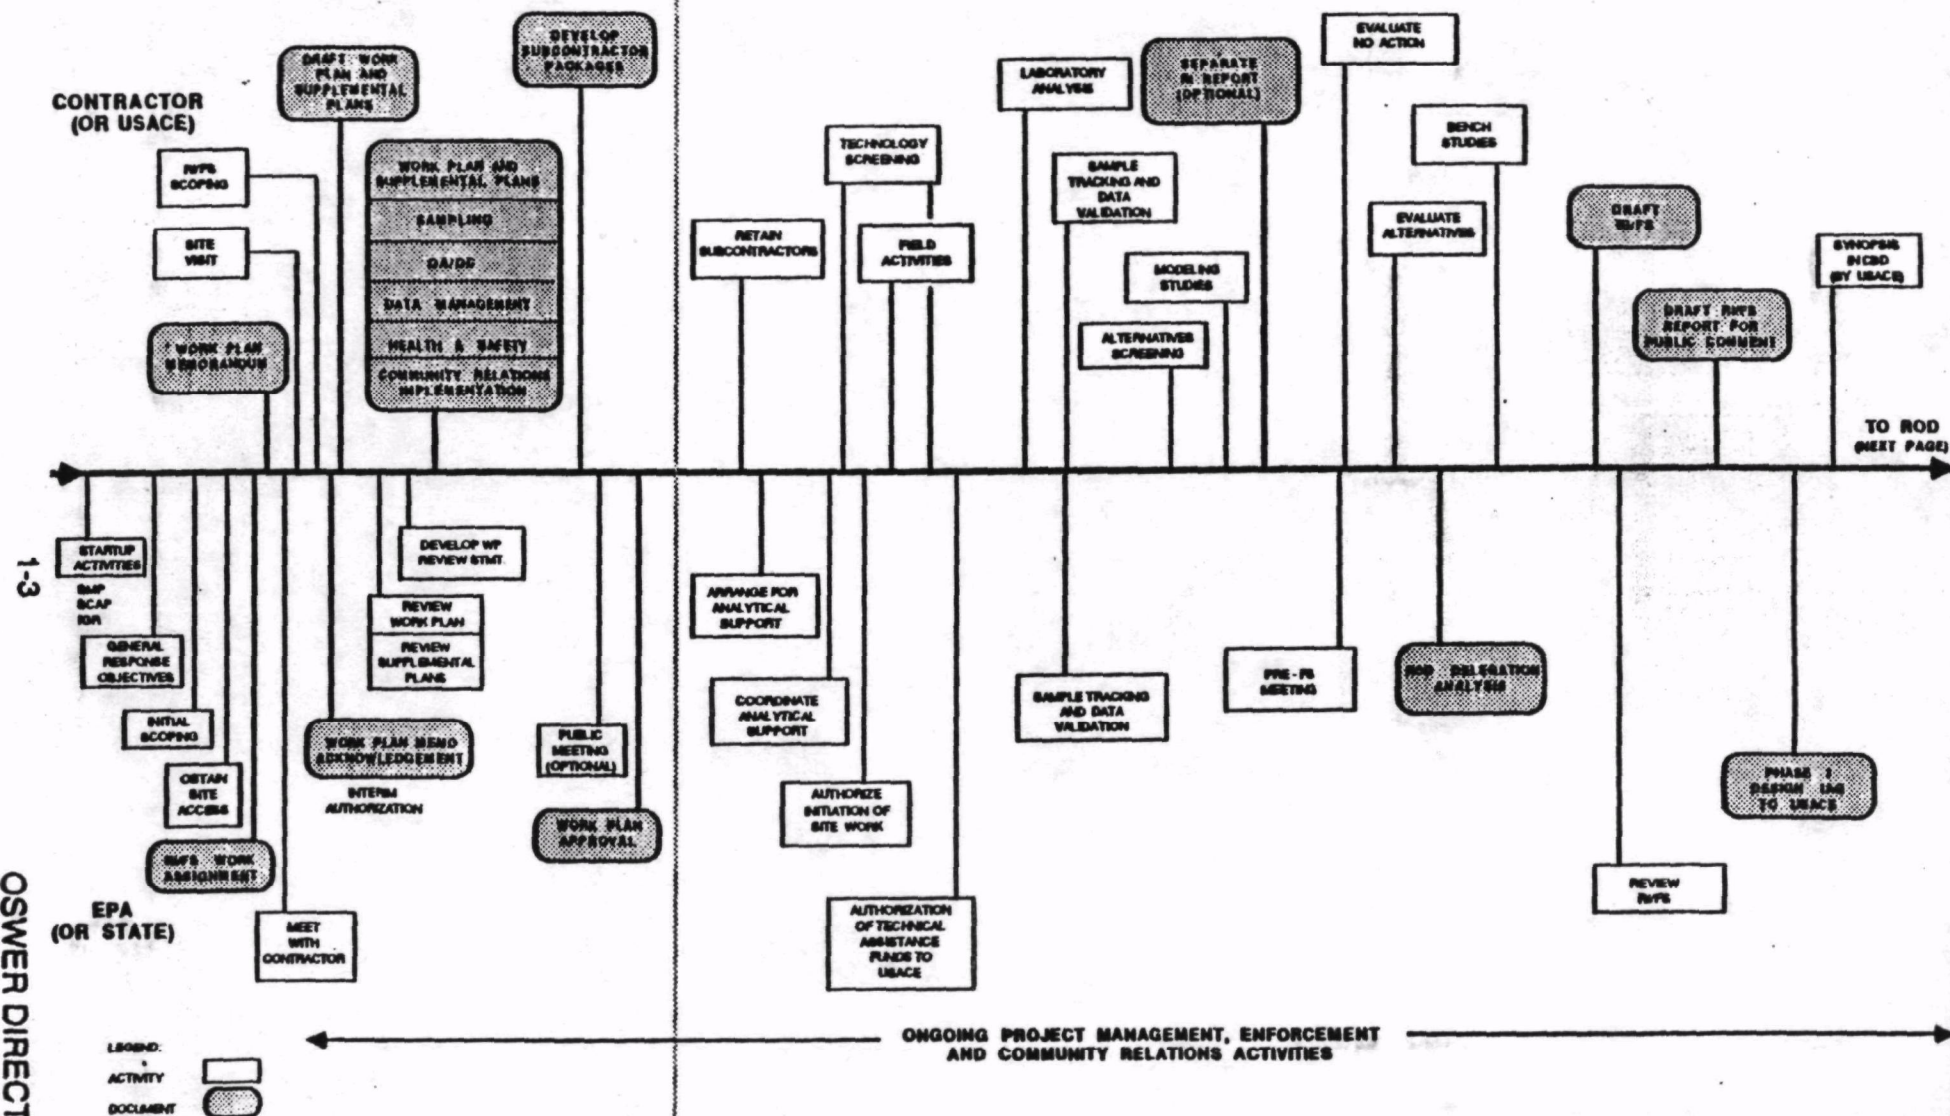 CONTRACTOR
(OR USACE)
RI/FS
SCOPING
SITE
VISIT
WORK PLAN
MEMORANDUM
DRAFT WORK
PLAN AND
SUPPLEMENTAL
PLANS
WORK PLAN AND
SUPPLEMENTAL PLANS
SAMPLING
QA/QC
DATA MANAGEMENT
HEALTH & SAFETY
COMMUNITY RELATIONS
IMPLEMENTATION
DEVELOP
SUBCONTRACTOR
PACKAGES
RETAIN
SUBCONTRACTORS
TECHNOLOGY
SCREENING
FIELD
ACTIVITIES
LABORATORY
ANALYSIS
SAMPLE
TRACKING AND
DATA
VALIDATION
ALTERNATIVES
SCREENING
MODELING
STUDIES
SEPARATE
RI REPORT
(OPTIONAL)
EVALUATE
NO ACTION
EVALUATE
ALTERNATIVES
BENCH
STUDIES
DRAFT
RI/FS
DRAFT RI/FS
REPORT FOR
PUBLIC COMMENT
SYNOPSIS
IN CBD
(BY USACE)
TO ROD
(NEXT PAGE)
STARTUP
ACTIVITIES
SMP
SCAP
IGR
GENERAL
RESPONSE
OBJECTIVES
INITIAL
SCOPING
OBTAIN
SITE
ACCESS
RI/FS WORK
ASSIGNMENT
MEET
WITH
CONTRACTOR
WORK PLAN MEMO
ACKNOWLEDGEMENT
INTERIM
AUTHORIZATION
REVIEW
WORK PLAN
REVIEW
SUPPLEMENTAL
PLANS
DEVELOP WP
REVIEW STMT.
PUBLIC
MEETING
(OPTIONAL)
WORK PLAN
APPROVAL
ARRANGE FOR
ANALYTICAL
SUPPORT
COORDINATE
ANALYTICAL
SUPPORT
AUTHORIZE
INITIATION OF
SITE WORK
AUTHORIZATION
OF TECHNICAL
ASSISTANCE
FUNDS TO
USACE
SAMPLE TRACKING
AND DATA
VALIDATION
PRE-FS
MEETING
ROD DELEGATION
ANALYSIS
REVIEW
RI/FS
PHASE I
DESIGN IAG
TO USACE
EPA
(OR STATE)
ONGOING PROJECT MANAGEMENT, ENFORCEMENT
AND COMMUNITY RELATIONS ACTIVITIES
LEGEND:
ACTIVITY
DOCUMENT
1-3
OSWER DIRECT